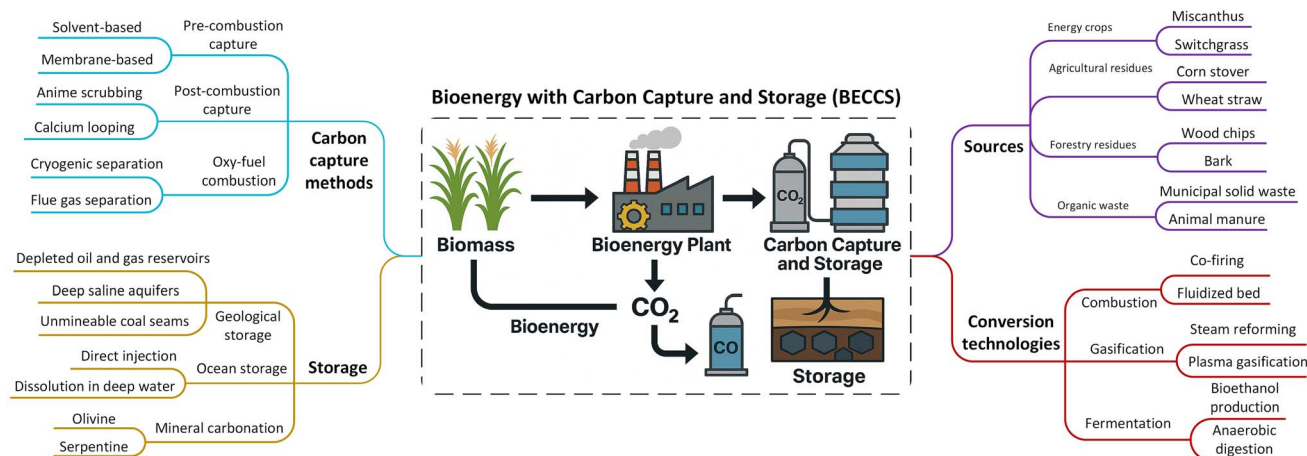 Solvent-based
Membrane-based
Pre-combustion
capture
Anime scrubbing
Calcium looping
Post-combustion
capture
Cryogenic separation
Flue gas separation
Oxy-fuel
combustion
Carbon
capture
methods
Depleted oil and gas reservoirs
Deep saline aquifers
Unmineable coal seams
Geological
storage
Direct injection
Dissolution in deep water
Ocean storage
Olivine
Serpentine
Mineral carbonation
Storage
Bioenergy with Carbon Capture and Storage (BECCS)
Biomass
Bioenergy Plant
CO₂
Carbon Capture
and Storage
Bioenergy
CO₂
CO
Storage
Sources
Energy crops
Miscanthus
Switchgrass
Agricultural residues
Corn stover
Wheat straw
Forestry residues
Wood chips
Bark
Organic waste
Municipal solid waste
Animal manure
Conversion
technologies
Combustion
Co-firing
Fluidized bed
Gasification
Steam reforming
Plasma gasification
Fermentation
Bioethanol
production
Anaerobic
digestion